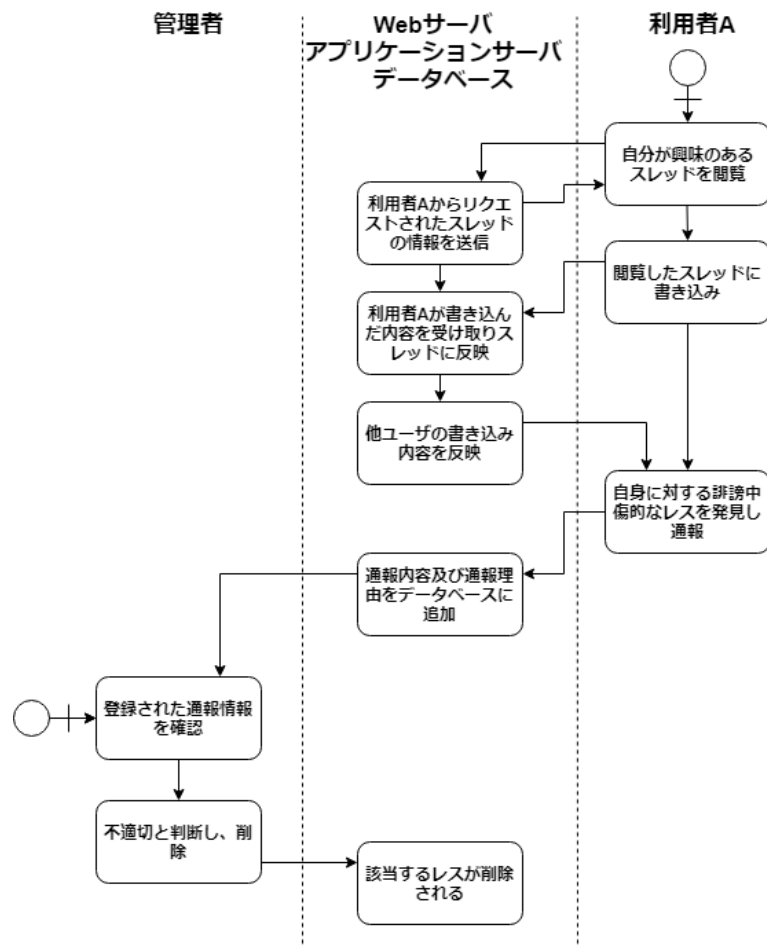 管理者
Webサーバ
アプリケーションサーバ
データベース
利用者A
自分が興味のある
スレッドを閲覧
利用者Aからリクエ
ストされたスレッド
の情報を送信
閲覧したスレッドに
書き込み
利用者Aが書き込ん
だ内容を受け取りス
レッドに反映
他ユーザの書き込み
内容を反映
自身に対する誹謗中
傷的なレスを発見し
通報
通報内容及び通報理
由をデータベースに
追加
登録された通報情報
を確認
不適切と判断し、削
除
該当するレスが削除
される